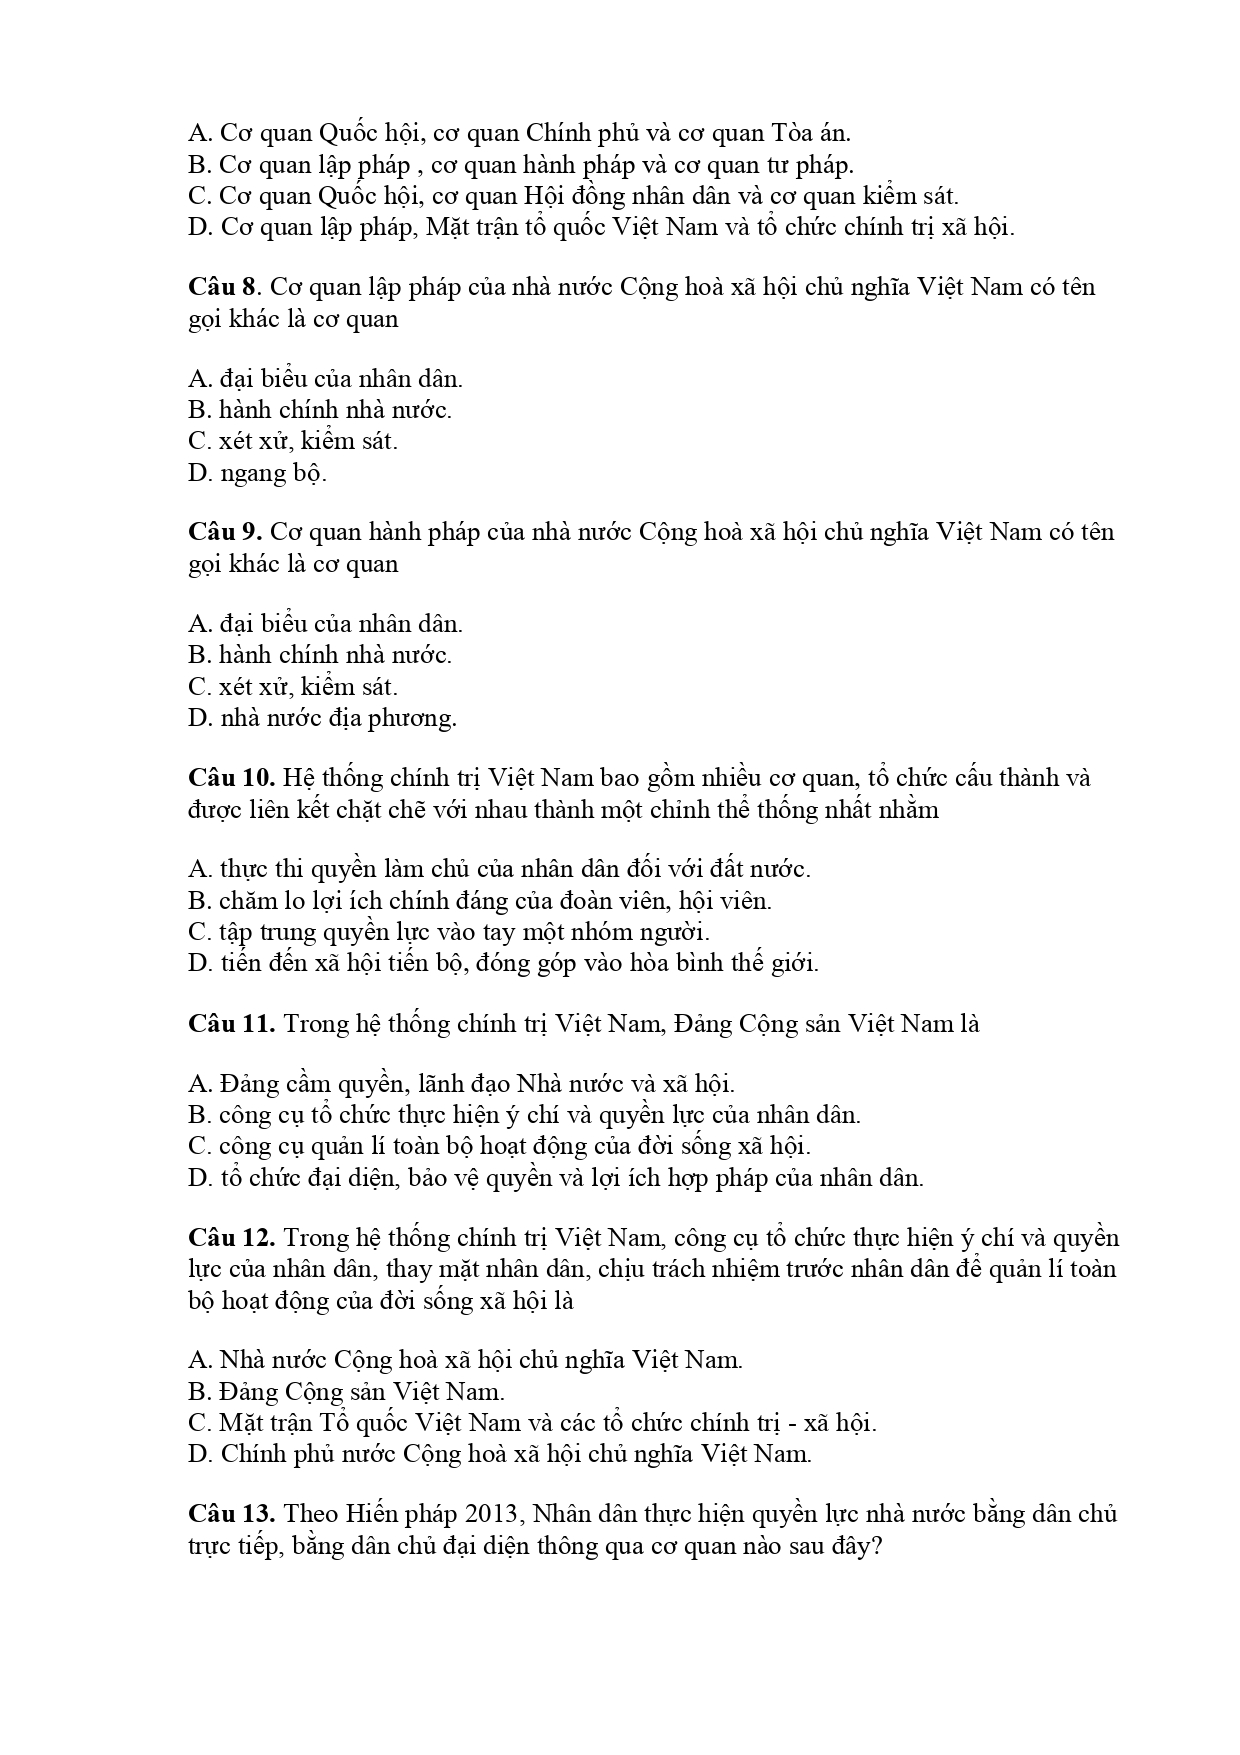 A. Cơ quan Quốc hội, cơ quan Chính phủ và cơ quan Tòa án.
B. Cơ quan lập pháp , cơ quan hành pháp và cơ quan tư pháp.
C. Cơ quan Quốc hội, cơ quan Hội đồng nhân dân và cơ quan kiểm sát.
D. Cơ quan lập pháp, Mặt trận tổ quốc Việt Nam và tổ chức chính trị xã hội.
Câu 8. Cơ quan lập pháp của nhà nước Cộng hoà xã hội chủ nghĩa Việt Nam có tên
gọi khác là cơ quan
A. đại biểu của nhân dân.
B. hành chính nhà nước.
C. xét xử, kiểm sát.
D. ngang bộ.
Câu 9. Cơ quan hành pháp của nhà nước Cộng hoà xã hội chủ nghĩa Việt Nam có tên
gọi khác là cơ quan
A. đại biểu của nhân dân.
B. hành chính nhà nước.
C. xét xử, kiểm sát.
D. nhà nước địa phương.
Câu 10. Hệ thống chính trị Việt Nam bao gồm nhiều cơ quan, tổ chức cấu thành và
được liên kết chặt chẽ với nhau thành một chỉnh thể thống nhất nhằm
A. thực thi quyền làm chủ của nhân dân đối với đất nước.
B. chăm lo lợi ích chính đáng của đoàn viên, hội viên.
C. tập trung quyền lực vào tay một nhóm người.
D. tiến đến xã hội tiến bộ, đóng góp vào hòa bình thế giới.
Câu 11. Trong hệ thống chính trị Việt Nam, Đảng Cộng sản Việt Nam là
A. Đảng cầm quyền, lãnh đạo Nhà nước và xã hội.
B. công cụ tổ chức thực hiện ý chí và quyền lực của nhân dân.
C. công cụ quản lí toàn bộ hoạt động của đời sống xã hội.
D. tổ chức đại diện, bảo vệ quyền và lợi ích hợp pháp của nhân dân.
Câu 12. Trong hệ thống chính trị Việt Nam, công cụ tổ chức thực hiện ý chí và quyền
lực của nhân dân, thay mặt nhân dân, chịu trách nhiệm trước nhân dân để quản lí toàn
bộ hoạt động của đời sống xã hội là
A. Nhà nước Cộng hoà xã hội chủ nghĩa Việt Nam.
B. Đảng Cộng sản Việt Nam.
C. Mặt trận Tổ quốc Việt Nam và các tổ chức chính trị - xã hội.
D. Chính phủ nước Cộng hoà xã hội chủ nghĩa Việt Nam.
Câu 13. Theo Hiến pháp 2013, Nhân dân thực hiện quyền lực nhà nước bằng dân chủ
trực tiếp, bằng dân chủ đại diện thông qua cơ quan nào sau đây?